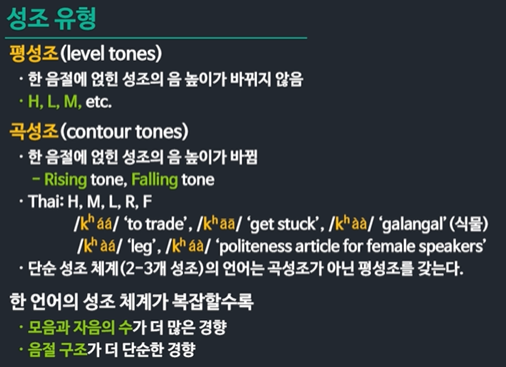 성조 유형
평성조(level tones)
· 한 음절에 얹힌 성조의 음 높이가 바뀌지 않음
· H, L, M, etc.
곡성조(contour tones)
· 한 음절에 얹힌 성조의 음 높이가 바뀜
– Rising tone, Falling tone
· Thai: H, M, L, R, F
/kʰáá/ ‘to trade’, /kʰāā/ ‘get stuck’, /kʰàà/ ‘galangal’(식물)
/kʰàá/ ‘leg’, /kʰáà/ ‘politeness article for female speakers’
· 단순 성조 체계(2-3개 성조)의 언어는 곡성조가 아닌 평성조를 갖는다.
한 언어의 성조 체계가 복잡할수록
· 모음과 자음의 수가 더 많은 경향
· 음절 구조가 더 단순한 경향